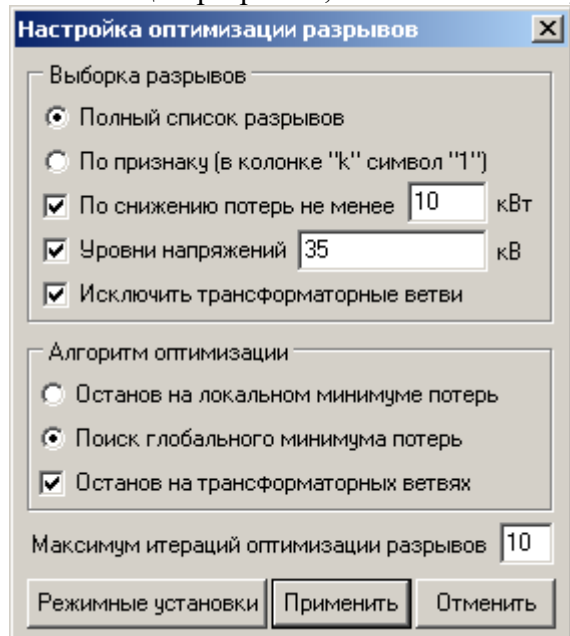 Настройка оптимизации разрывов
Выборка разрывов
Полный список разрывов
По признаку (в колонке "k" символ "1")
По снижению потерь не менее 10 кВт
Уровни напряжений 35 кВ
Исключить трансформаторные ветви
Алгоритм оптимизации
Останов на локальном минимуме потерь
Поиск глобального минимума потерь
Останов на трансформаторных ветвях
Максимум итераций оптимизации разрывов 10
Режимные установки Применить Отменить